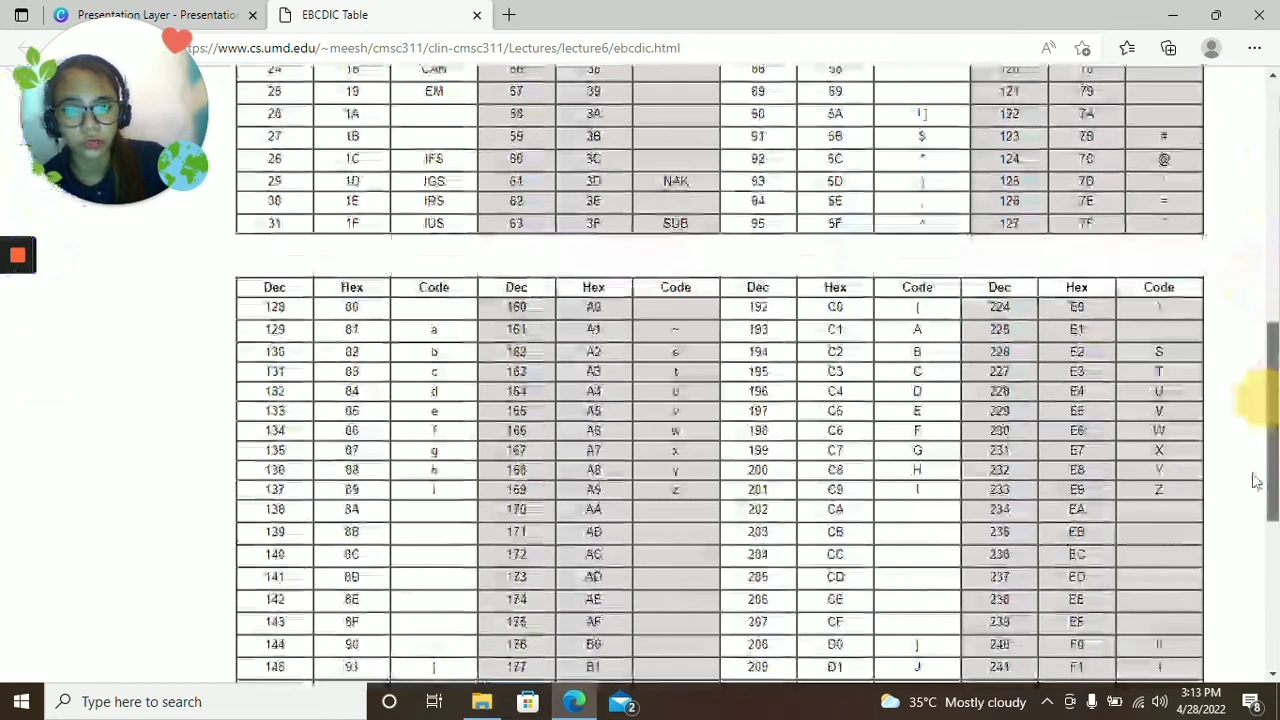 Presentation Layer - Presentation
EBCDIC Table
ps://www.cs.umd.edu/~meesh/cmsc311/clin-cmsc311/Lectures/lecture6/ebcdic.html
25 19 EM 57 39 89 59 121 79
26 1A 58 3A 90 5A ! ] 122 7A
27 1B 59 3B 91 5B $ 123 7B #
28 1C IFS 60 3C 92 5C * 124 7C @
29 1D IGS 61 3D NAK 93 5D 125 7D '
30 1E IRS 62 3E 94 5E 126 7E =
31 1F IUS 63 3F SUB 95 5F ^ 127 7F "
Dec Hex Code Dec Hex Code Dec Hex Code Dec Hex Code
128 80 160 A0 192 C0 224 E0 \
129 81 a 161 A1 ~ 193 C1 A 225 E1
130 82 b 162 A2 s 194 C2 B 226 E2 S
131 83 c 163 A3 t 195 C3 C 227 E3 T
132 84 d 164 A4 u 196 C4 D 228 E4 U
133 85 e 165 A5 v 197 C5 E 229 E5 V
134 86 f 166 A6 w 198 C6 F 230 E6 W
135 87 g 167 A7 x 199 C7 G 231 E7 X
136 88 h 168 A8 y 200 C8 H 232 E8 Y
137 89 i 169 A9 z 201 C9 I 233 E9 Z
138 8A 170 AA 202 CA 234 EA
139 8B 171 AB 203 CB 235 EB
140 8C 172 AC 204 CC 236 EC
141 8D 173 AD 205 CD 237 ED
142 8E 174 AE 206 CE 238 EE
143 8F 175 AF 207 CF 239 EF
144 90 176 B0 208 D0 } 240 F0 0
145 91 j 177 B1 209 D1 J 241 F1 1
Type here to search
2
35°C Mostly cloudy
3:13 PM
4/28/2022
8